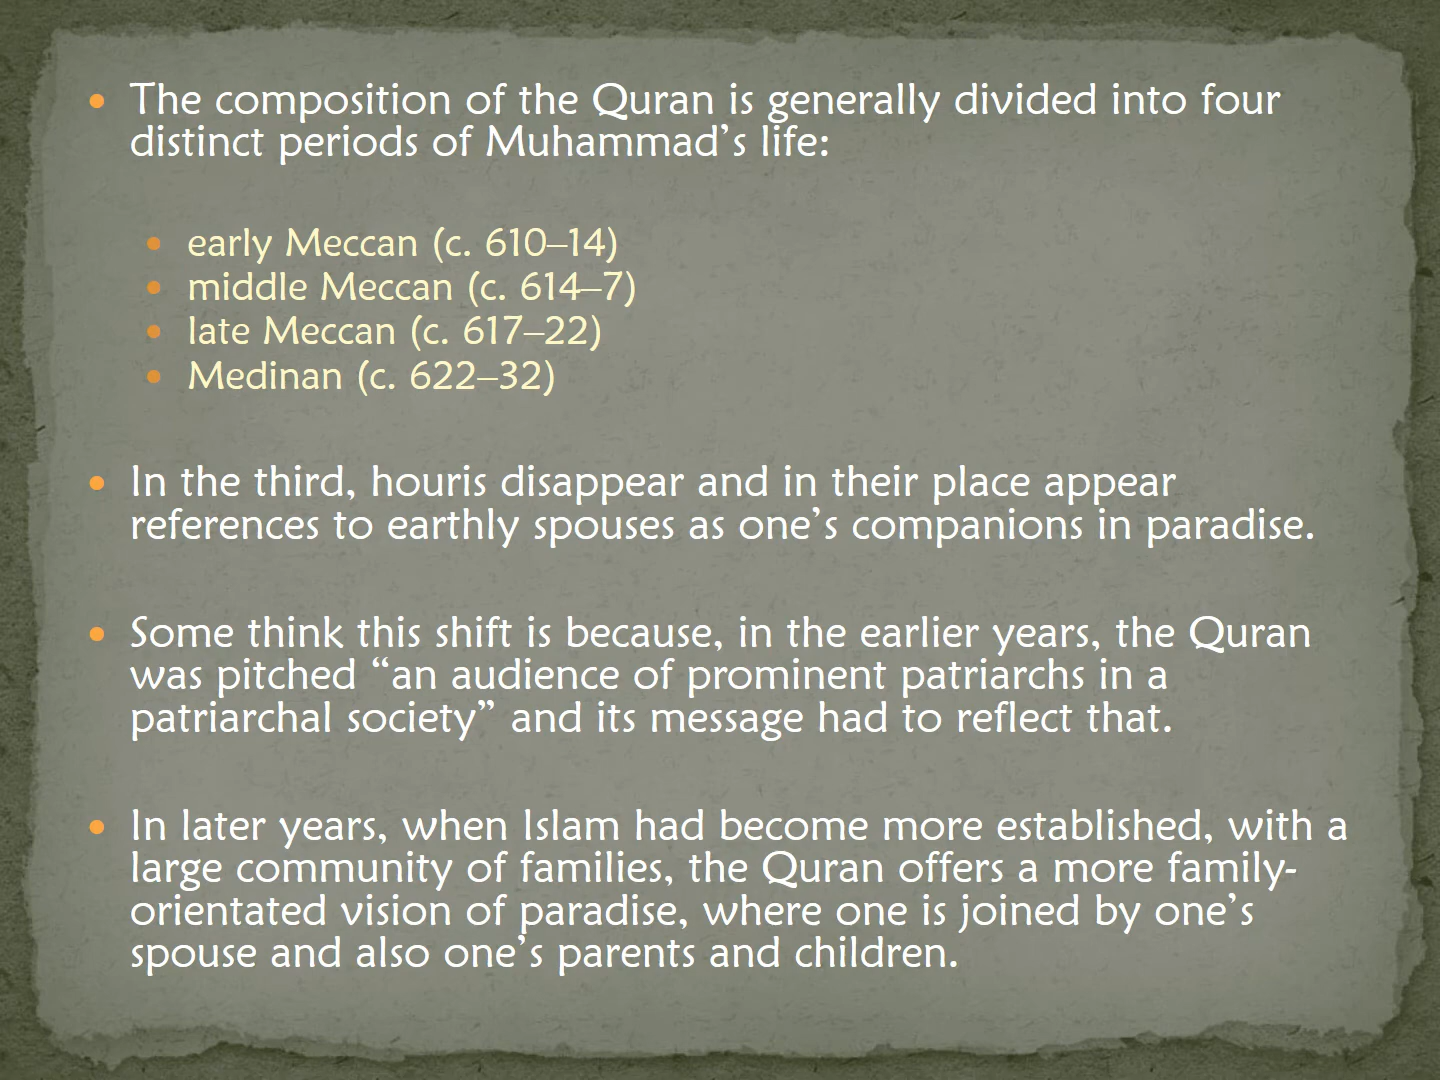 • The composition of the Quran is generally divided into four
distinct periods of Muhammad’s life:
• early Meccan (c. 610–14)
• middle Meccan (c. 614–7)
• late Meccan (c. 617–22)
• Medinan (c. 622–32)
• In the third, houris disappear and in their place appear
references to earthly spouses as one’s companions in paradise.
• Some think this shift is because, in the earlier years, the Quran
was pitched “an audience of prominent patriarchs in a
patriarchal society” and its message had to reflect that.
• In later years, when Islam had become more established, with a
large community of families, the Quran offers a more family-
orientated vision of paradise, where one is joined by one’s
spouse and also one’s parents and children.